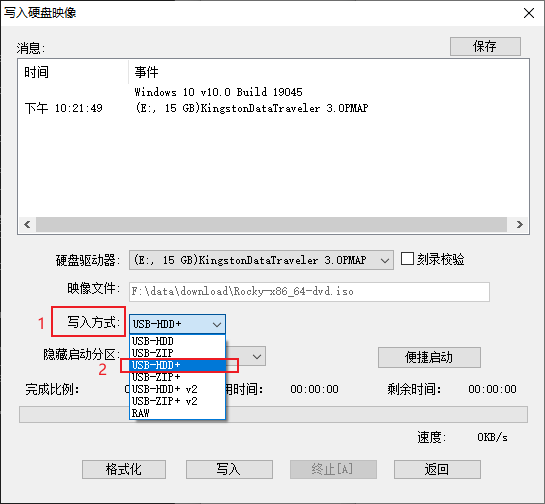 写入硬盘映像
消息:
保存
时间 事件
Windows 10 v10.0 Build 19045
下午 10:21:49 (E:, 15 GB)KingstonDataTraveler 3.0PMAP
硬盘驱动器: (E:, 15 GB)KingstonDataTraveler 3.0PMAP 刻录校验
映像文件: F:\data\download\Rocky-x86_64-dvd.iso
1 写入方式: USB-HDD+
USB-HDD
隐藏启动分区: USB-ZIP 便捷启动
2 USB-HDD+
USB-ZIP+
完成比例: 用时间: 00:00:00 剩余时间: 00:00:00
USB-HDD+ v2
USB-ZIP+ v2
RAW
速度: 0KB/s
格式化 写入 终止[A] 返回